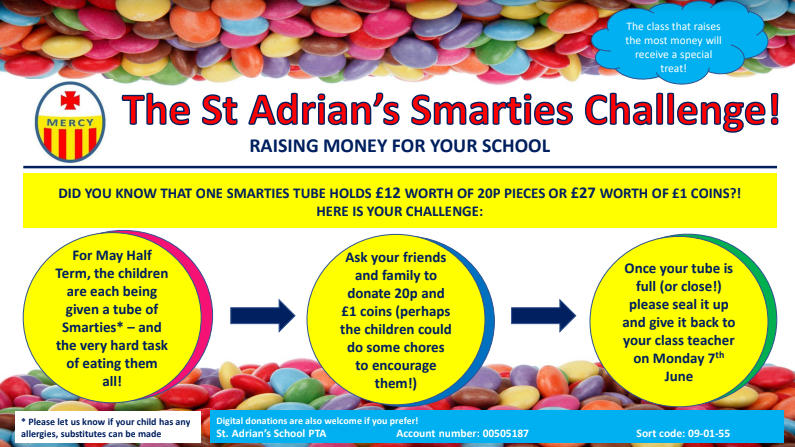 The class that raises
the most money will
receive a special
treat!
MERCY
The St Adrian’s Smarties Challenge!
RAISING MONEY FOR YOUR SCHOOL
DID YOU KNOW THAT ONE SMARTIES TUBE HOLDS £12 WORTH OF 20P PIECES OR £27 WORTH OF £1 COINS?!
HERE IS YOUR CHALLENGE:
For May Half
Term, the children
are each being
given a tube of
Smarties* – and
the very hard task
of eating them
all!
Ask your friends
and family to
donate 20p and
£1 coins (perhaps
the children could
do some chores
to encourage
them!)
Once your tube is
full (or close!)
please seal it up
and give it back to
your class teacher
on Monday 7th
June
* Please let us know if your child has any
allergies, substitutes can be made
Digital donations are also welcome if you prefer!
St. Adrian’s School PTA Account number: 00505187 Sort code: 09-01-55